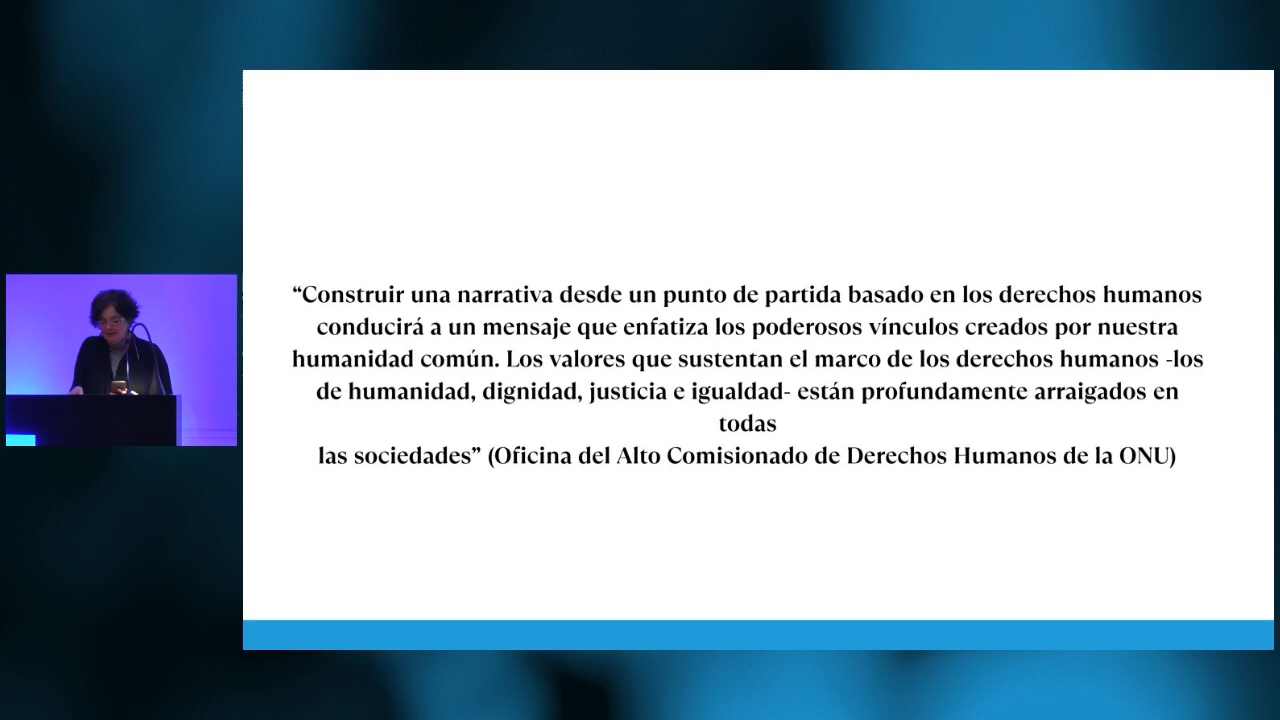 “Construir una narrativa desde un punto de partida basado en los derechos humanos
conducirá a un mensaje que enfatiza los poderosos vínculos creados por nuestra
humanidad común. Los valores que sustentan el marco de los derechos humanos -los
de humanidad, dignidad, justicia e igualdad- están profundamente arraigados en
todas
las sociedades” (Oficina del Alto Comisionado de Derechos Humanos de la ONU)